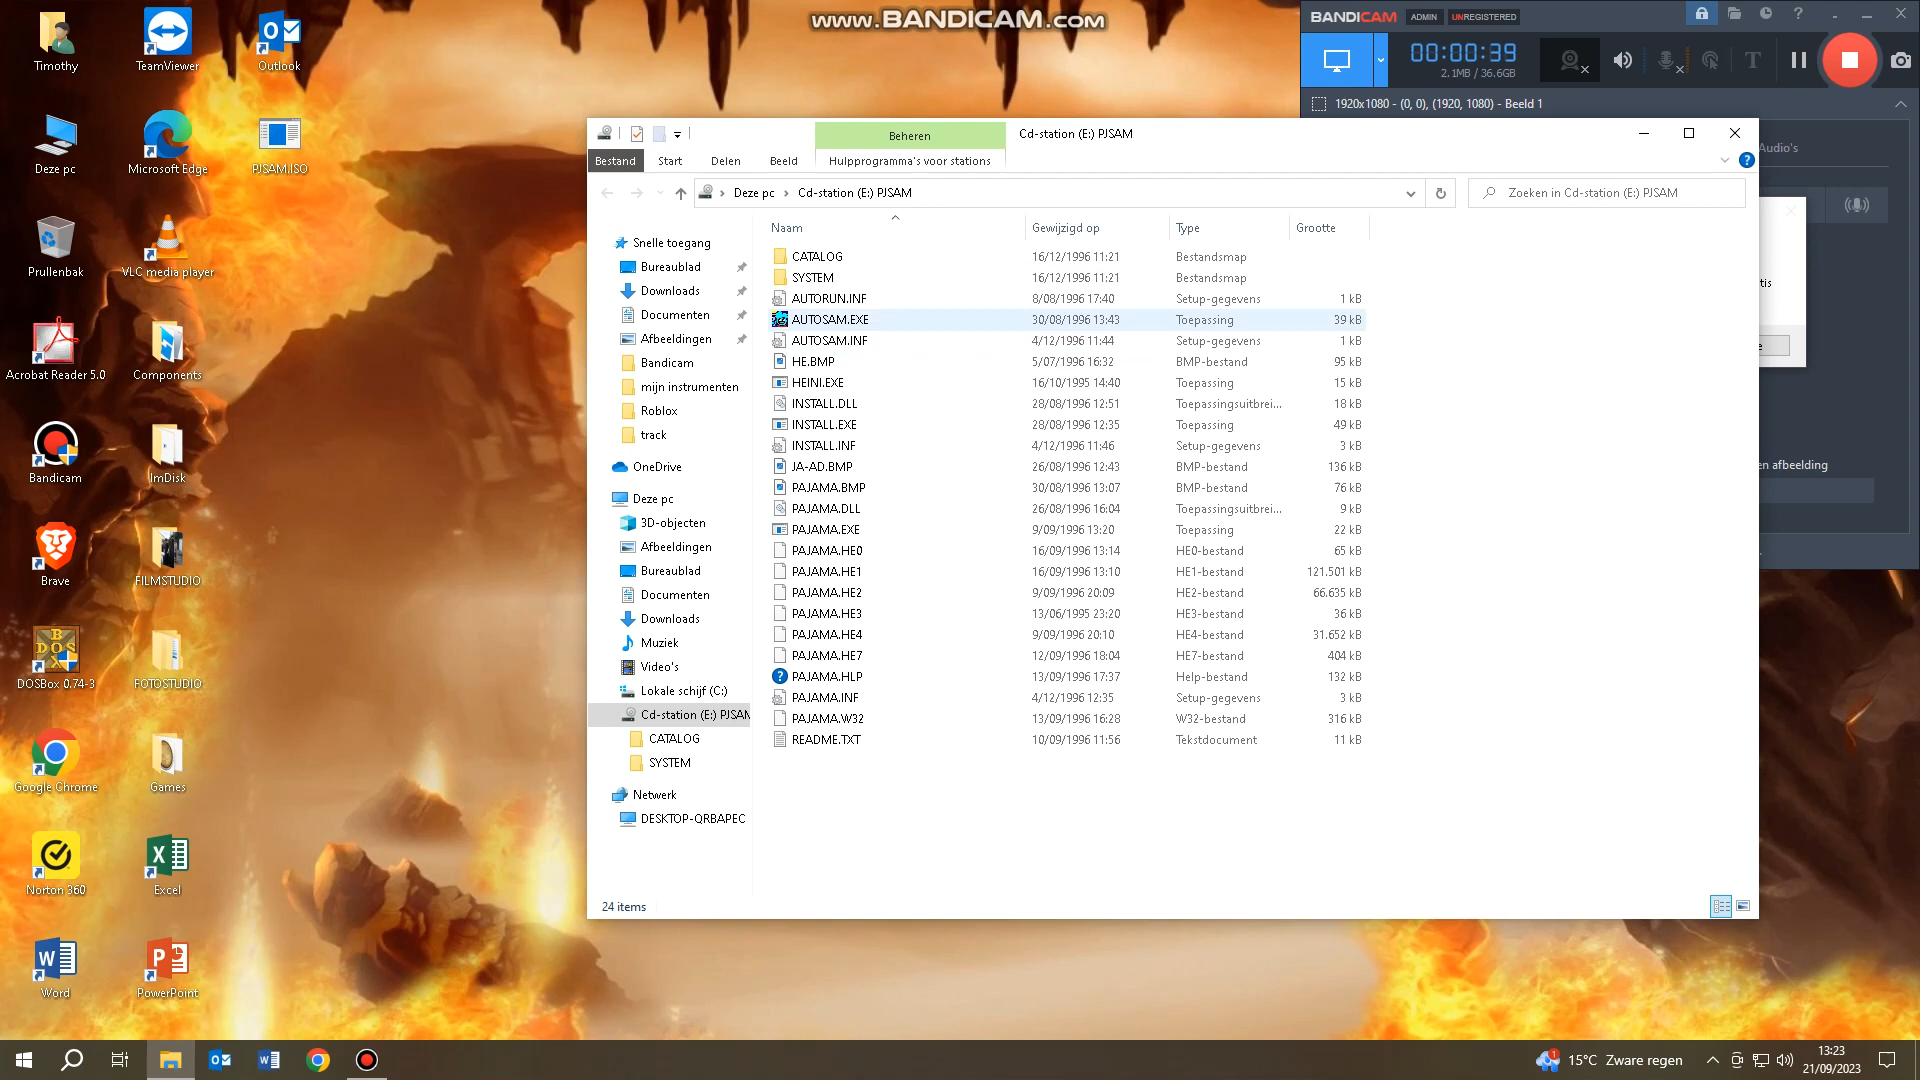 www.BANDICAM.com
Timothy
TeamViewer
Outlook
Deze pc
Microsoft Edge
PJSAM.ISO
Prullenbak
VLC media player
Acrobat Reader 5.0
Components
Bandicam
ImDisk
Brave
FILMSTUDIO
DOSBox 0.74-3
FOTOSTUDIO
Google Chrome
Games
Norton 360
Excel
Word
PowerPoint
BANDICAM ADMIN UNREGISTERED
00:00:39
2.1MB / 36.6GB
1920x1080 - (0, 0), (1920, 1080) - Beeld 1
Audio's
tis
en afbeelding
Beheren
Cd-station (E:) PJSAM
Bestand Start Delen Beeld Hulpprogramma's voor stations
Deze pc Cd-station (E:) PJSAM
Zoeken in Cd-station (E:) PJSAM
Snelle toegang
Bureaublad
Downloads
Documenten
Afbeeldingen
Bandicam
mijn instrumenten
Roblox
track
OneDrive
Deze pc
3D-objecten
Afbeeldingen
Bureaublad
Documenten
Downloads
Muziek
Video's
Lokale schijf (C:)
Cd-station (E:) PJSAM
CATALOG
SYSTEM
Netwerk
DESKTOP-QRBAPEC
Naam Gewijzigd op Type Grootte
CATALOG 16/12/1996 11:21 Bestandsmap
SYSTEM 16/12/1996 11:21 Bestandsmap
AUTORUN.INF 8/08/1996 17:40 Setup-gegevens 1 kB
AUTOSAM.EXE 30/08/1996 13:43 Toepassing 39 kB
AUTOSAM.INF 4/12/1996 11:44 Setup-gegevens 1 kB
HE.BMP 5/07/1996 16:32 BMP-bestand 95 kB
HEINI.EXE 16/10/1995 14:40 Toepassing 15 kB
INSTALL.DLL 28/08/1996 12:51 Toepassingsuitbrei... 18 kB
INSTALL.EXE 28/08/1996 12:35 Toepassing 49 kB
INSTALL.INF 4/12/1996 11:46 Setup-gegevens 3 kB
JA-AD.BMP 26/08/1996 12:43 BMP-bestand 136 kB
PAJAMA.BMP 30/08/1996 13:07 BMP-bestand 76 kB
PAJAMA.DLL 26/08/1996 16:04 Toepassingsuitbrei... 9 kB
PAJAMA.EXE 9/09/1996 13:20 Toepassing 22 kB
PAJAMA.HE0 16/09/1996 13:14 HE0-bestand 65 kB
PAJAMA.HE1 16/09/1996 13:10 HE1-bestand 121.501 kB
PAJAMA.HE2 9/09/1996 20:09 HE2-bestand 66.635 kB
PAJAMA.HE3 13/06/1995 23:20 HE3-bestand 36 kB
PAJAMA.HE4 9/09/1996 20:10 HE4-bestand 31.652 kB
PAJAMA.HE7 12/09/1996 18:04 HE7-bestand 404 kB
PAJAMA.HLP 13/09/1996 17:37 Help-bestand 132 kB
PAJAMA.INF 4/12/1996 12:35 Setup-gegevens 3 kB
PAJAMA.W32 13/09/1996 16:28 W32-bestand 316 kB
README.TXT 10/09/1996 11:56 Tekstdocument 11 kB
24 items
15°C Zware regen
13:23
21/09/2023